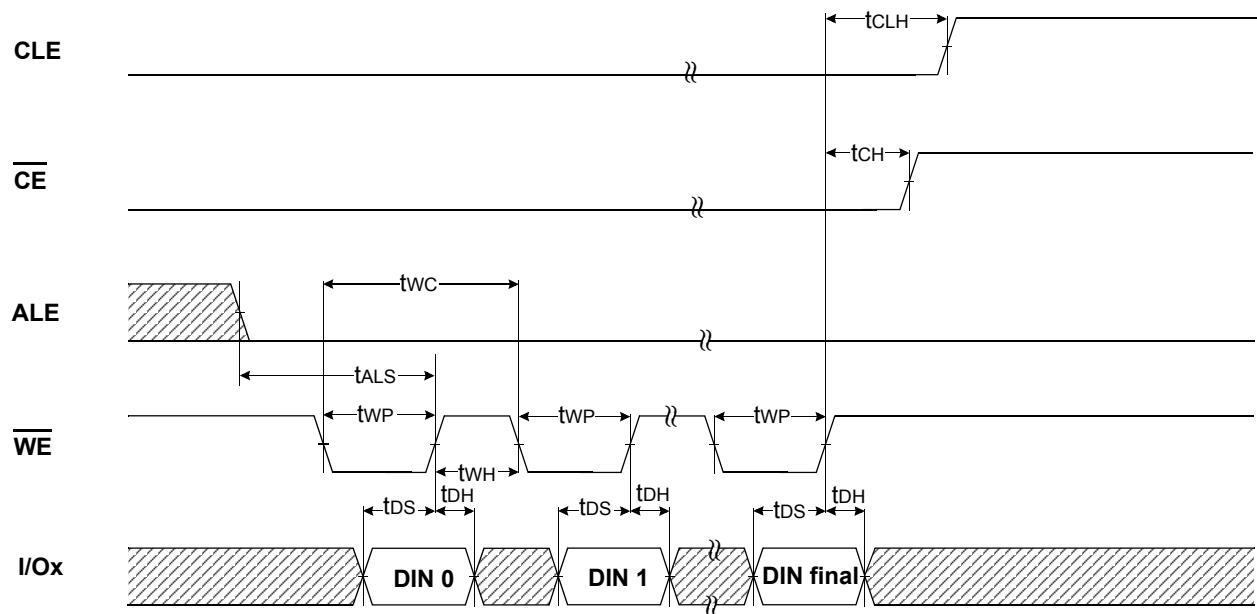 CLE
tCLH
CE
tCH
ALE
tWC
tALS
WE
tWP
tWP
tWP
tWH
tDS
tDH
tDS
tDH
tDS
tDH
I/Ox
DIN 0
DIN 1
DIN final